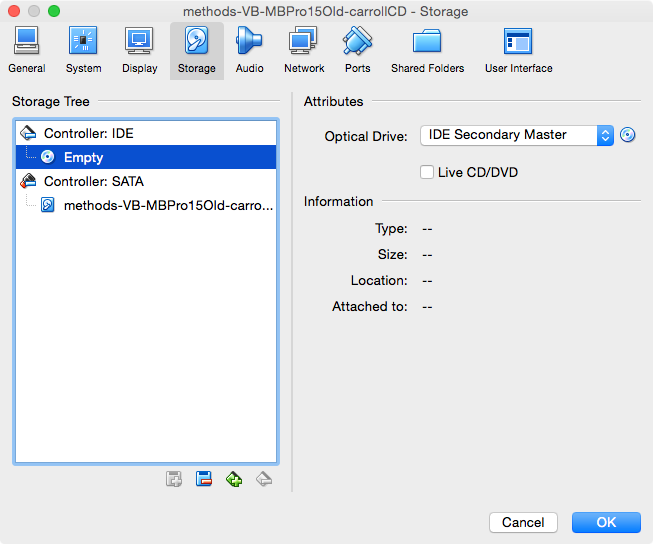 methods-VB-MBPro15Old-carrollCD - Storage
General System Display Storage Audio Network Ports Shared Folders User Interface
Storage Tree
Controller: IDE
Empty
Controller: SATA
methods-VB-MBPro15Old-carro...
Attributes
Optical Drive: IDE Secondary Master
Live CD/DVD
Information
Type: --
Size: --
Location: --
Attached to: --
Cancel OK